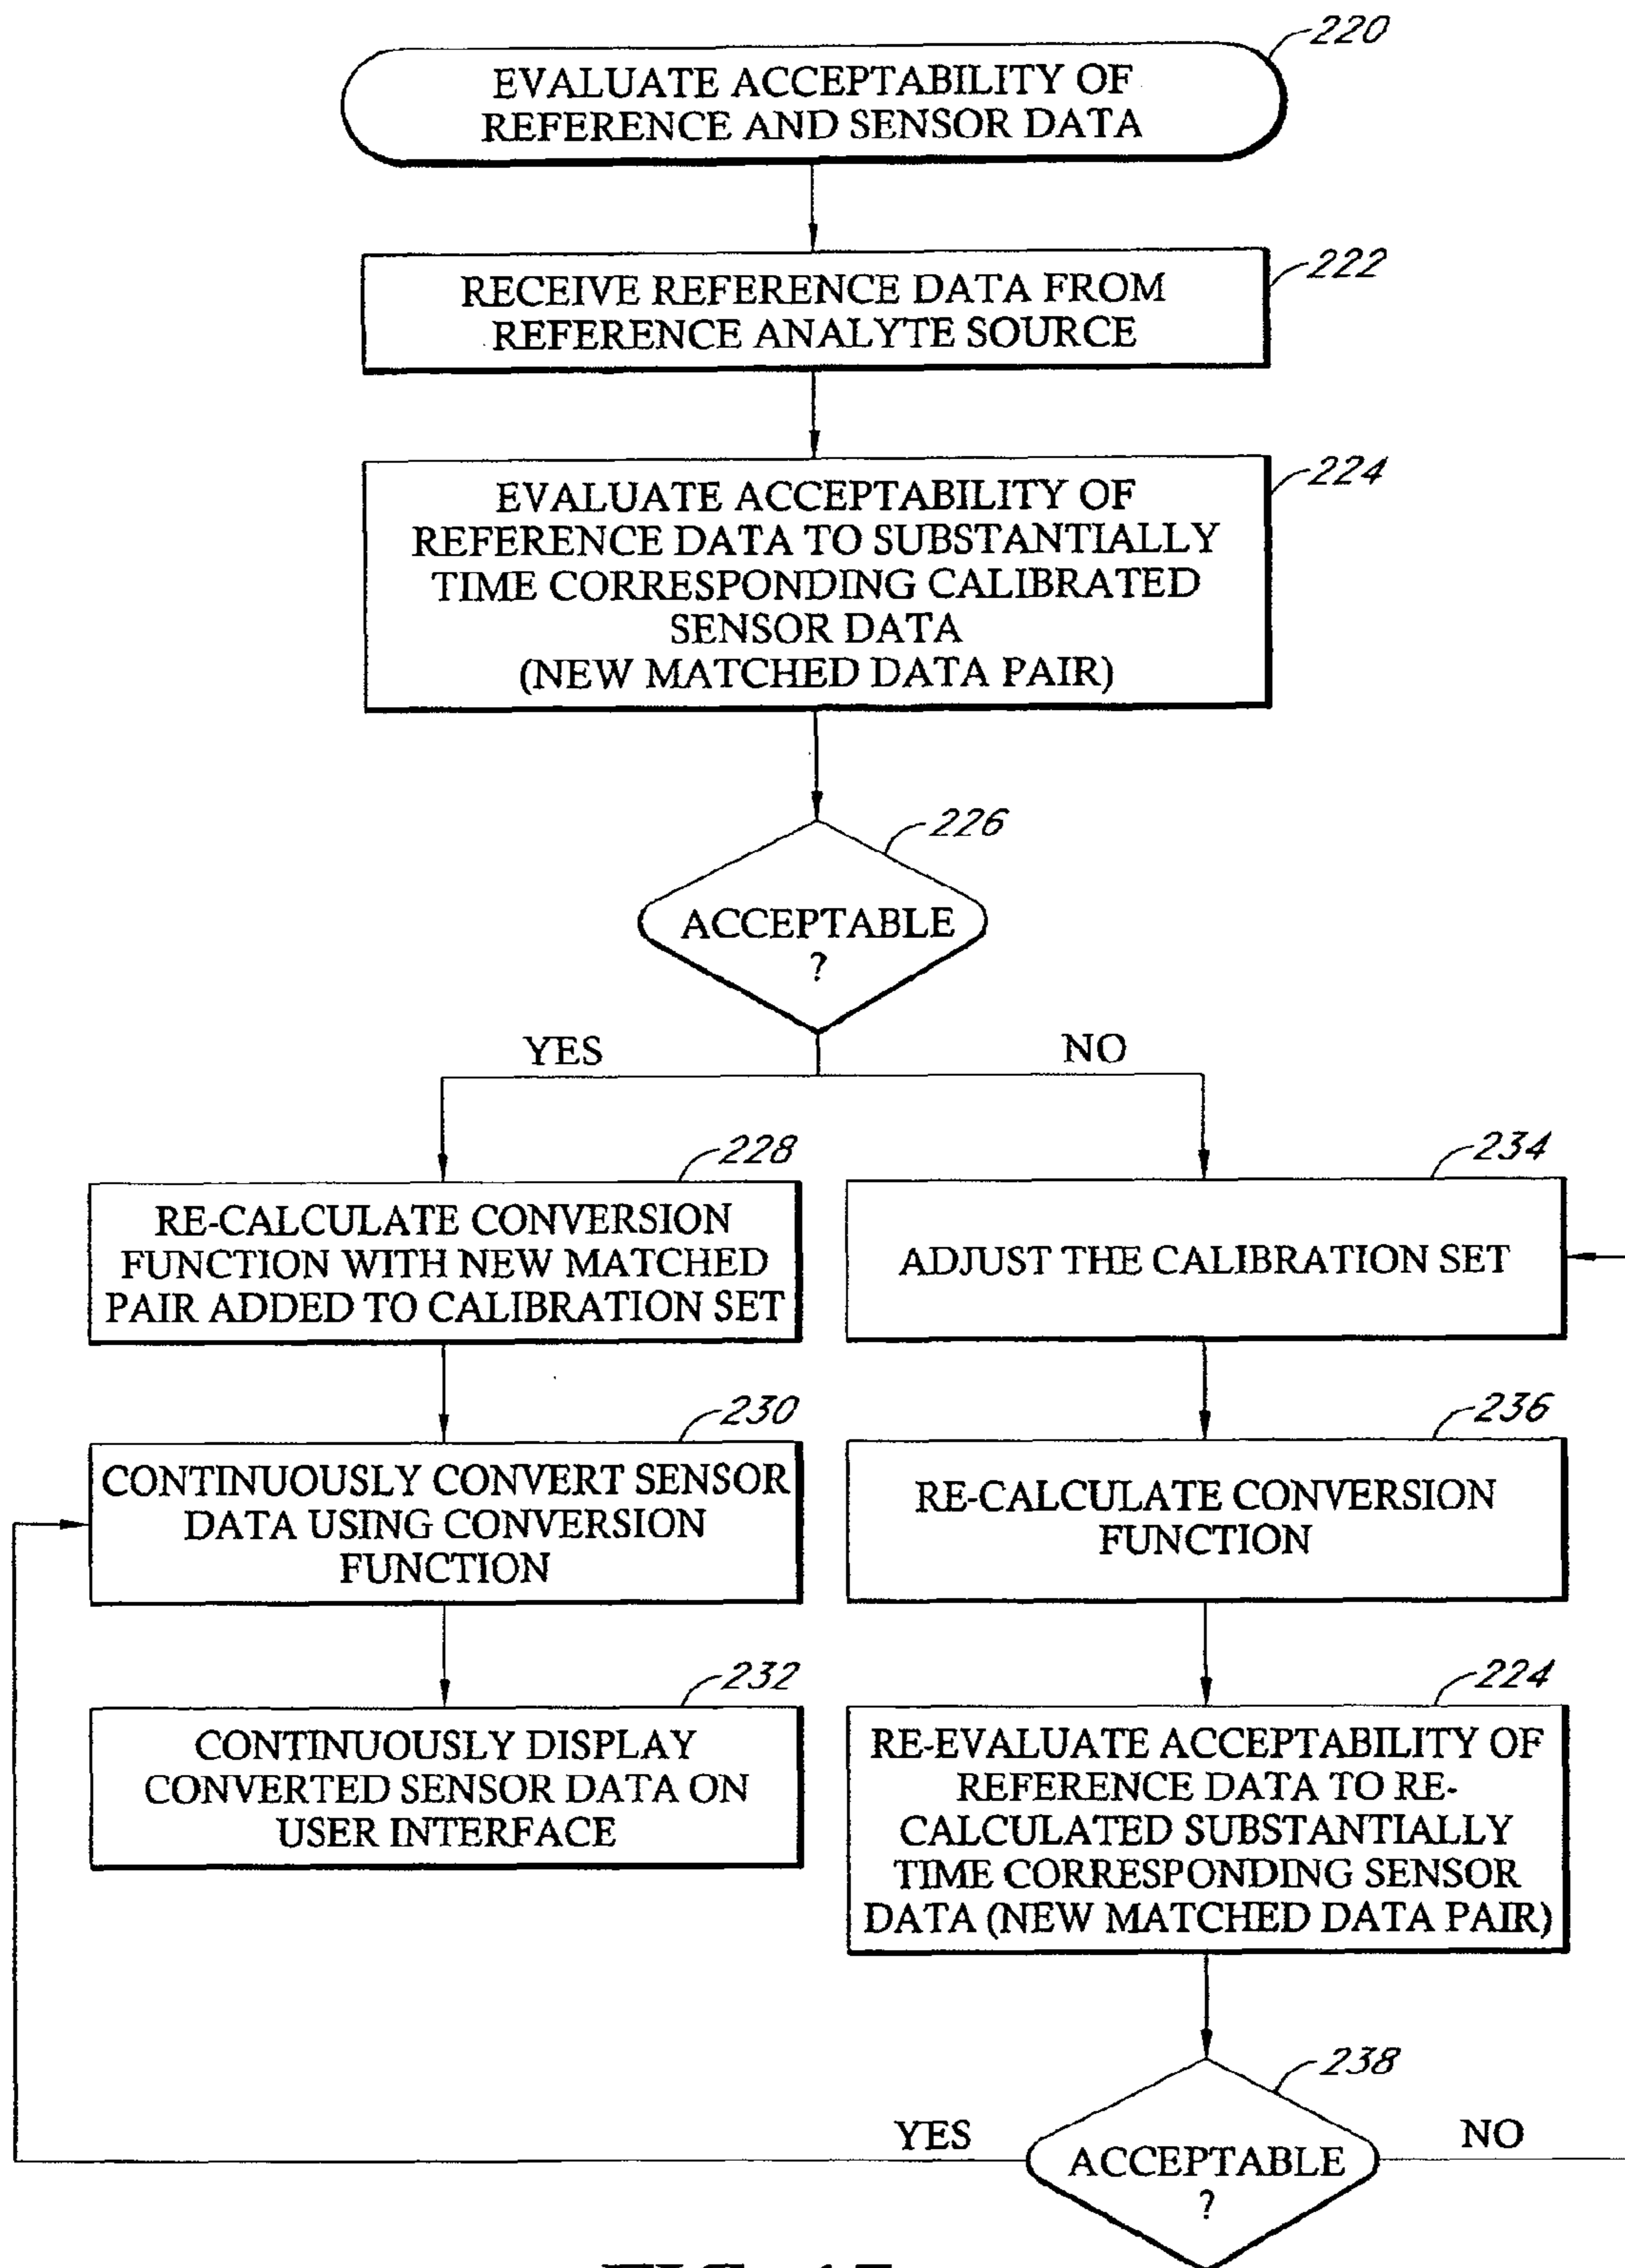 220
EVALUATE ACCEPTABILITY OF
REFERENCE AND SENSOR DATA
222
RECEIVE REFERENCE DATA FROM
REFERENCE ANALYTE SOURCE
224
EVALUATE ACCEPTABILITY OF
REFERENCE DATA TO SUBSTANTIALLY
TIME CORRESPONDING CALIBRATED
SENSOR DATA
(NEW MATCHED DATA PAIR)
226
ACCEPTABLE
?
YES
NO
228
RE-CALCULATE CONVERSION
FUNCTION WITH NEW MATCHED
PAIR ADDED TO CALIBRATION SET
234
ADJUST THE CALIBRATION SET
230
CONTINUOUSLY CONVERT SENSOR
DATA USING CONVERSION
FUNCTION
236
RE-CALCULATE CONVERSION
FUNCTION
232
CONTINUOUSLY DISPLAY
CONVERTED SENSOR DATA ON
USER INTERFACE
224
RE-EVALUATE ACCEPTABILITY OF
REFERENCE DATA TO RE-
CALCULATED SUBSTANTIALLY
TIME CORRESPONDING SENSOR
DATA (NEW MATCHED DATA PAIR)
238
YES
ACCEPTABLE
?
NO